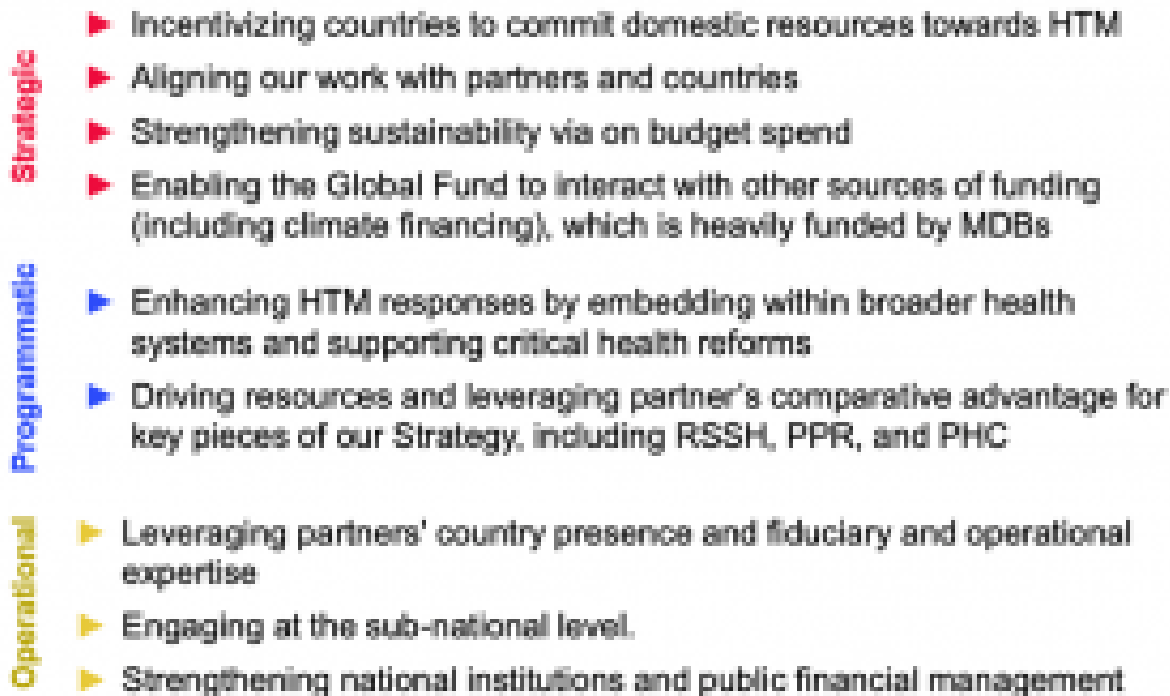 Strategic
Incentivizing countries to commit domestic resources towards HTM
Aligning our work with partners and countries
Strengthening sustainability via on budget spend
Enabling the Global Fund to interact with other sources of funding
(including climate financing), which is heavily funded by MDBs
Programmatic
Enhancing HTM responses by embedding within broader health
systems and supporting critical health reforms
Driving resources and leveraging partner's comparative advantage for
key pieces of our Strategy, including RSSH, PPR, and PHC
Operational
Leveraging partners' country presence and fiduciary and operational
expertise
Engaging at the sub-national level.
Strengthening national institutions and public financial management